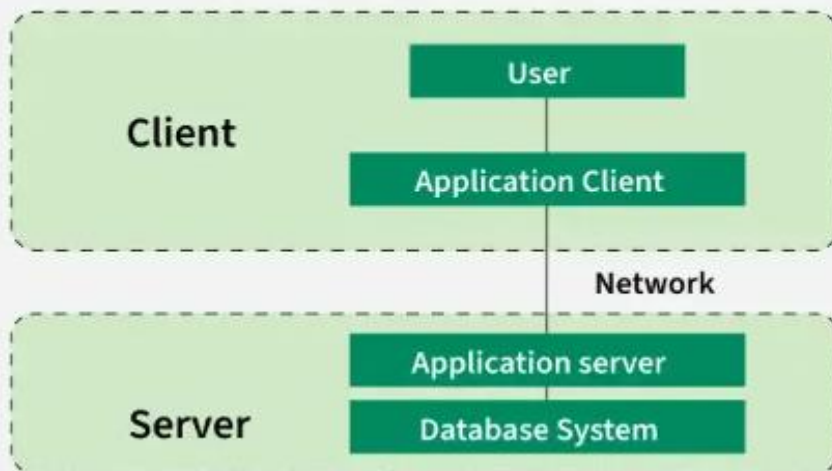 User
Client
Application Client
Network
Application server
Server
Database System